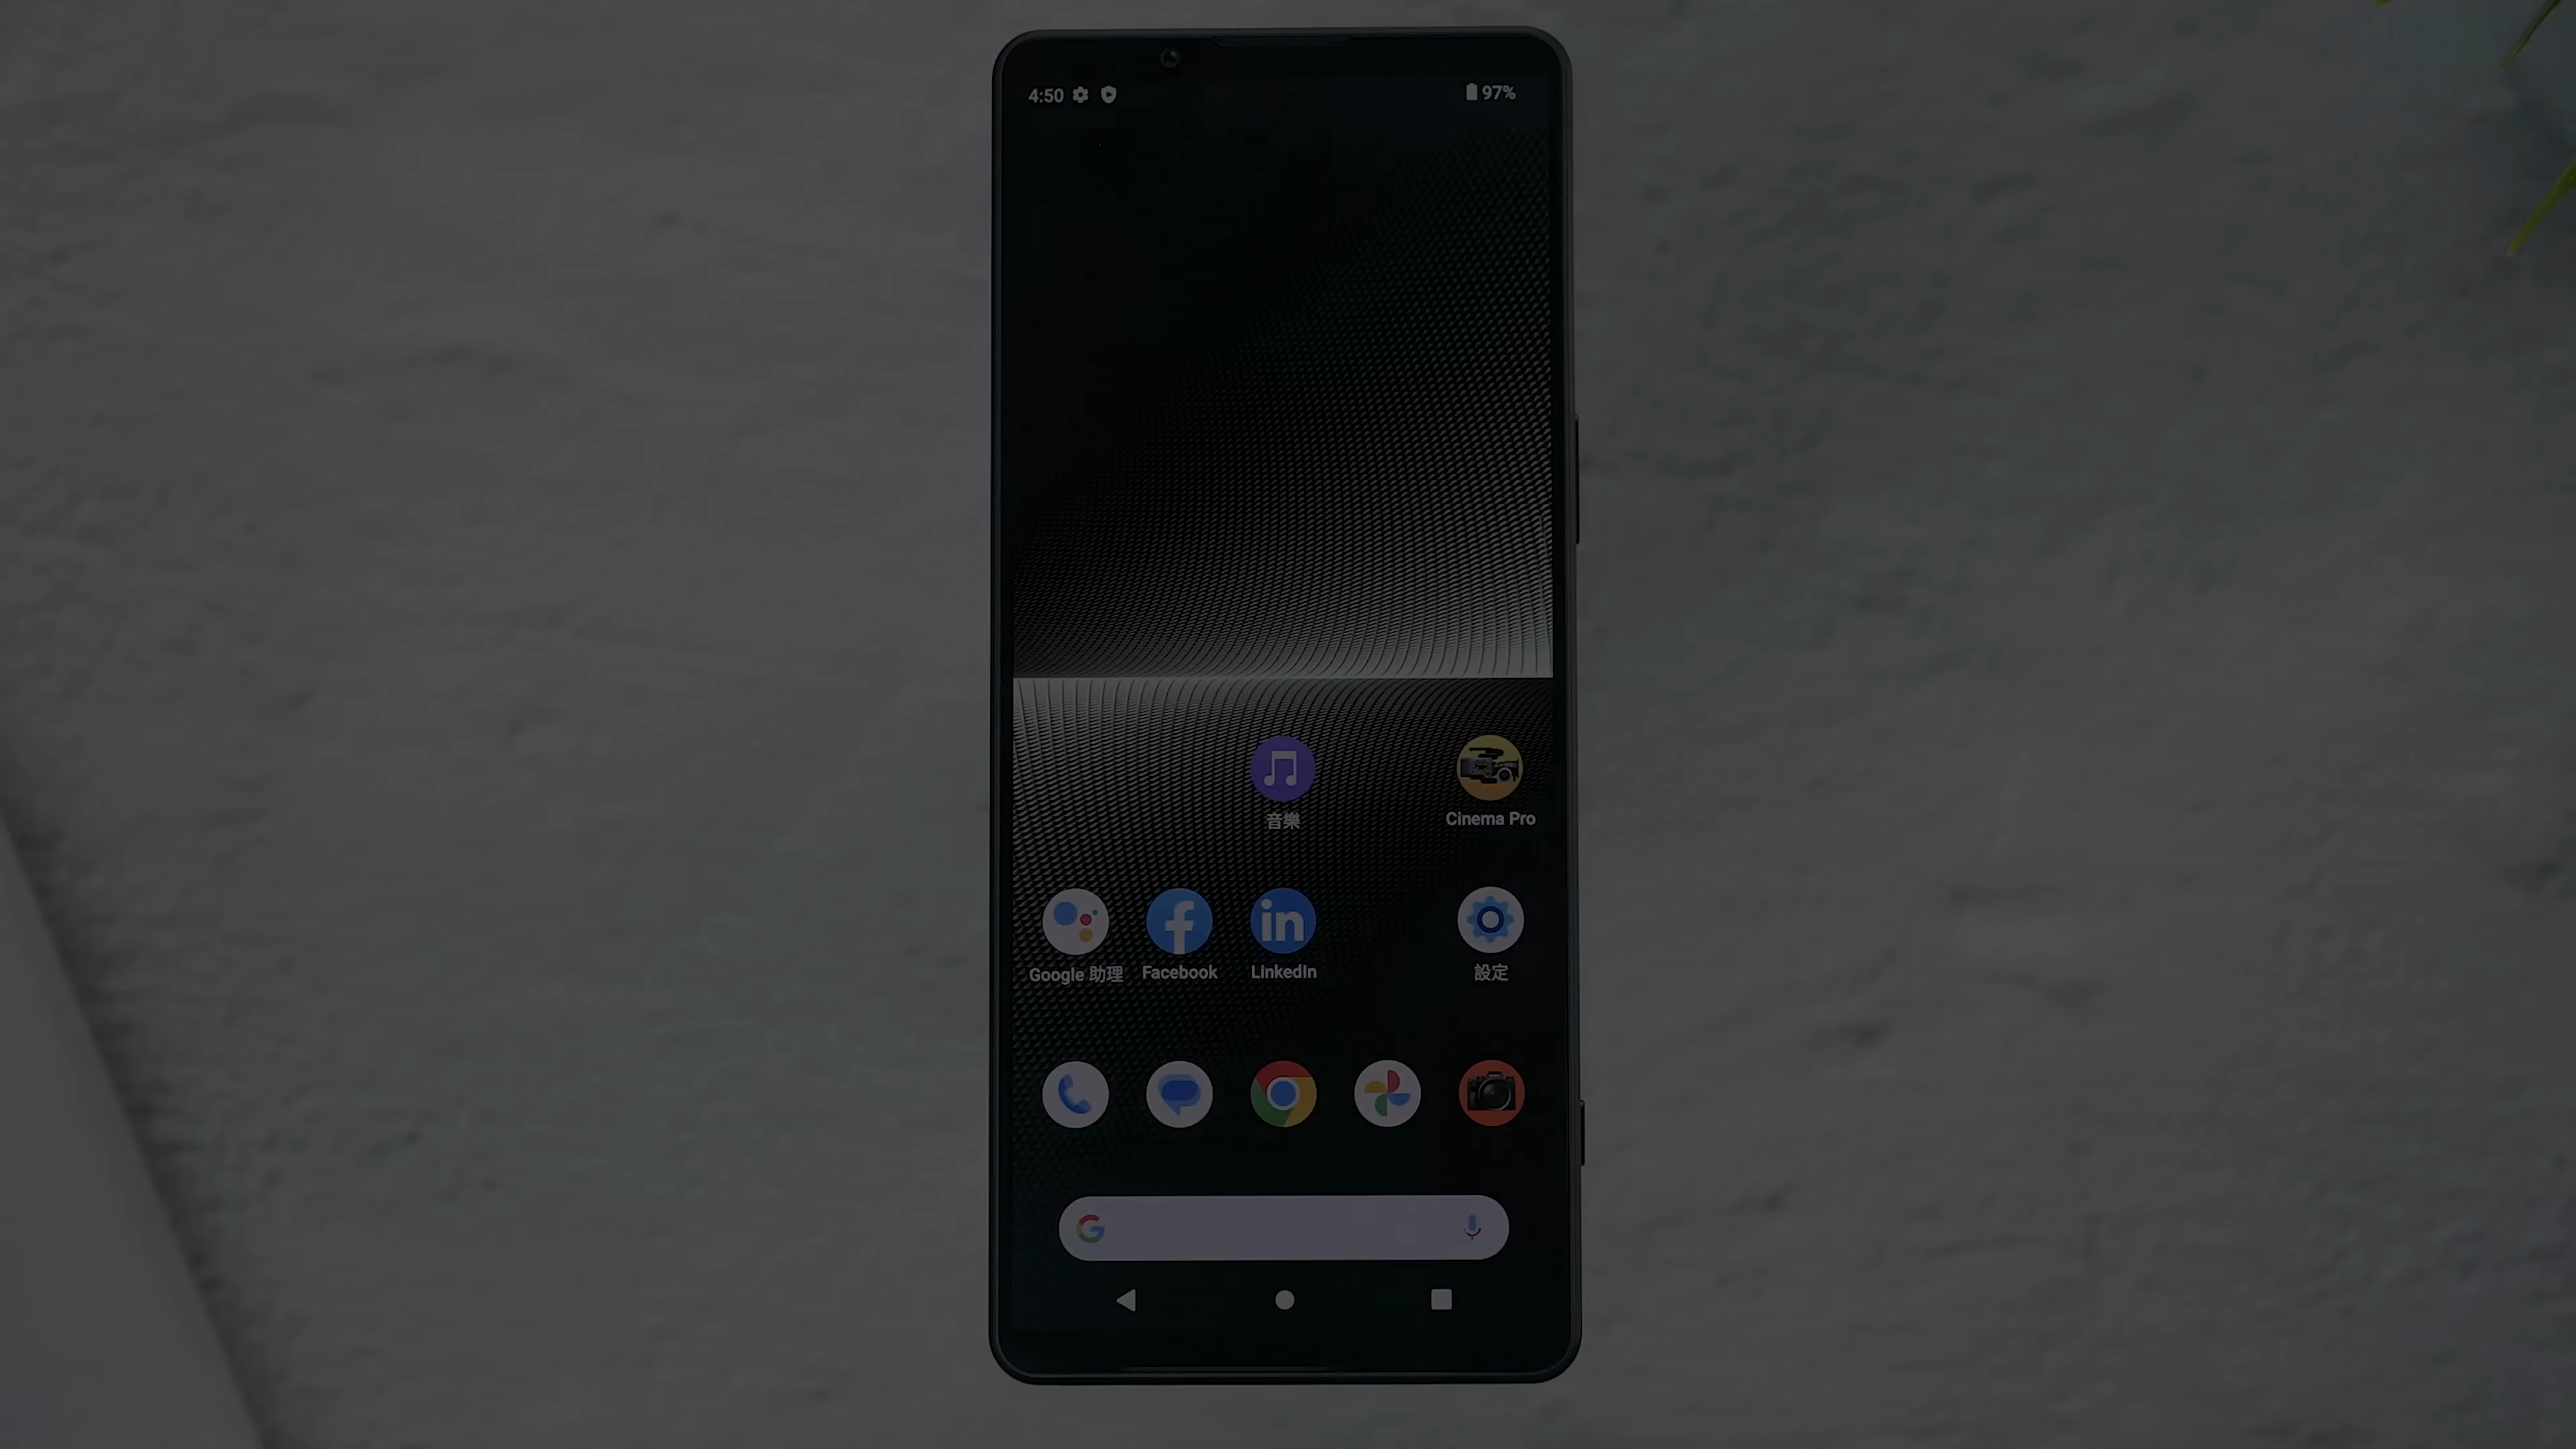 4:50
97%
音樂
Cinema Pro
Google 助理
Facebook
LinkedIn
設定